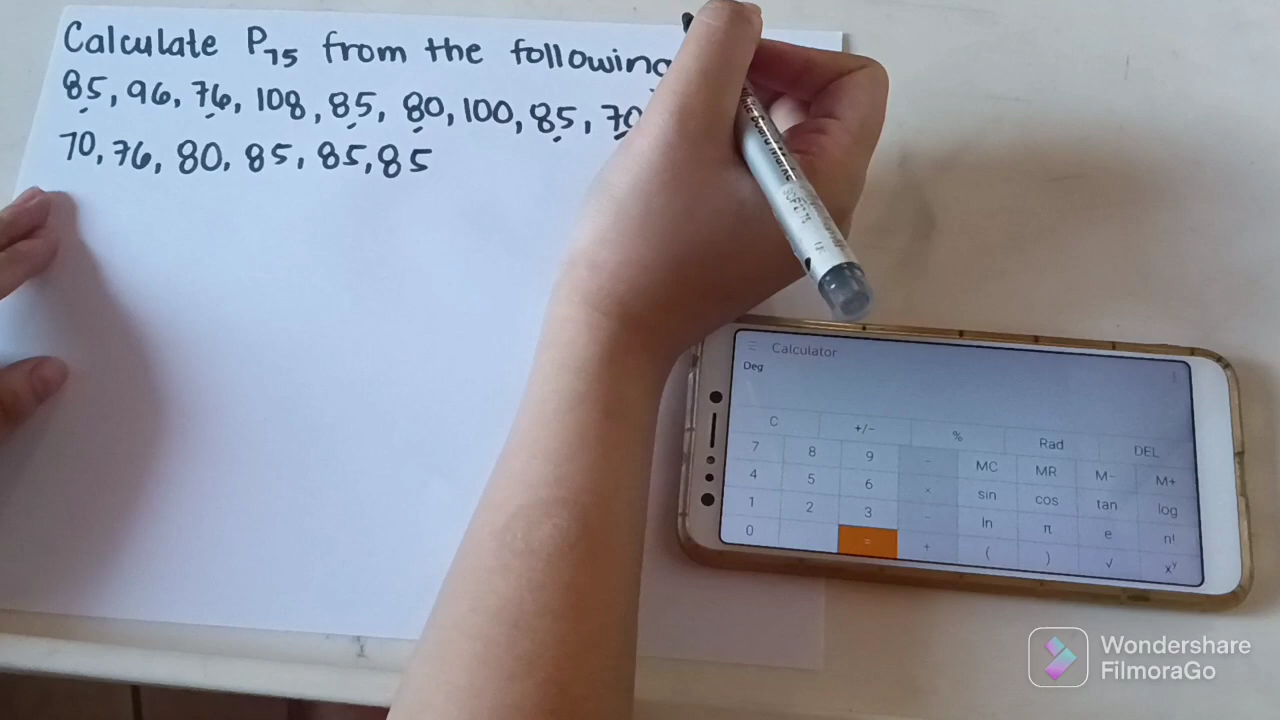 Calculate P75 from the following
85, 96, 76, 108, 85, 80, 100, 85, 70
70, 76, 80, 85, 85, 85
Calculator
Deg
C +/- % Rad DEL
7 8 9 - MC MR M- M+
4 5 6 × sin cos tan log
1 2 3 - ln π e n!
0 = + ( ) √ xʸ
Wondershare
FilmoraGo